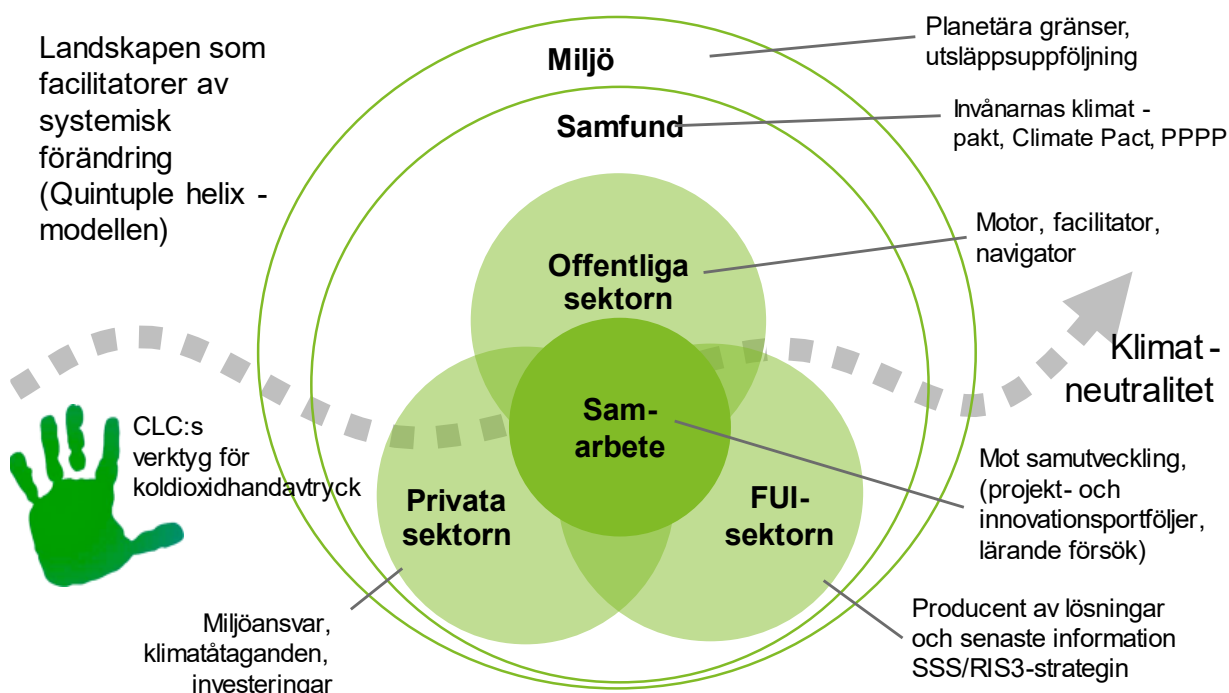 Landskapen som
facilitatorer av
systemisk
förändring
(Quintuple helix -
modellen)
Miljö
Planetära gränser,
utsläppsuppföljning
Samfund
Invånarnas klimat -
pakt, Climate Pact, PPPP
Offentliga
sektorn
Motor, facilitator,
navigator
Klimat -
neutralitet
Sam-
arbete
CLC:s
verktyg för
koldioxidhandavtryck
Mot samutveckling,
(projekt- och
innovationsportföljer,
lärande försök)
Privata
sektorn
FUI-
sektorn
Miljöansvar,
klimatåtaganden,
investeringar
Producent av lösningar
och senaste information
SSS/RIS3-strategin